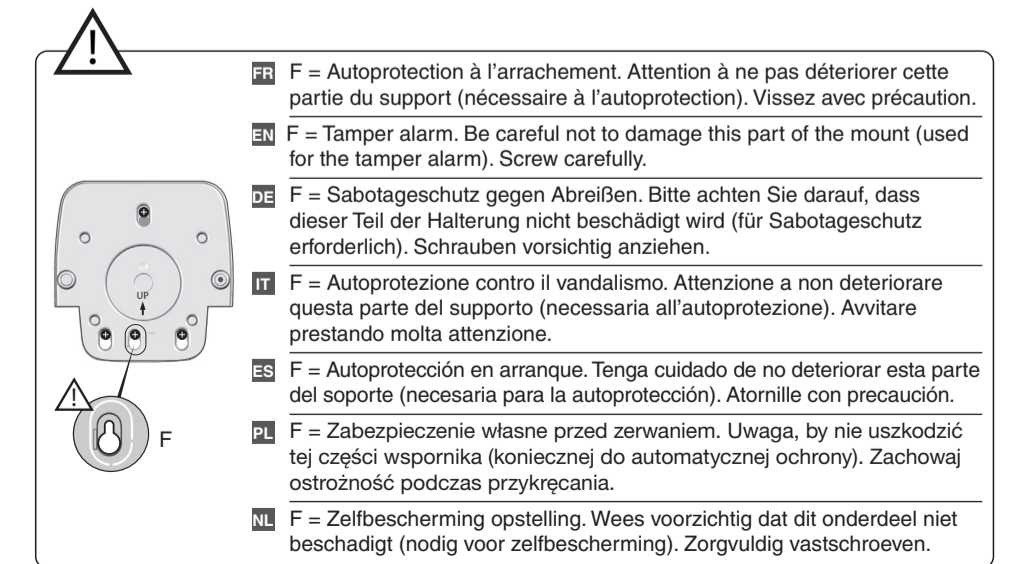 FR F = Autoprotection à l'arrachement. Attention à ne pas déteriorer cette
partie du support (nécessaire à l'autoprotection). Vissez avec précaution.
EN F = Tamper alarm. Be careful not to damage this part of the mount (used
for the tamper alarm). Screw carefully.
DE F = Sabotageschutz gegen Abreißen. Bitte achten Sie darauf, dass
dieser Teil der Halterung nicht beschädigt wird (für Sabotageschutz
erforderlich). Schrauben vorsichtig anziehen.
IT F = Autoprotezione contro il vandalismo. Attenzione a non deteriorare
questa parte del supporto (necessaria all'autoprotezione). Avvitare
prestando molta attenzione.
ES F = Autoprotección en arranque. Tenga cuidado de no deteriorar esta parte
del soporte (necesaria para la autoprotección). Atornille con precaución.
PL F = Zabezpieczenie własne przed zerwaniem. Uwaga, by nie uszkodzić
tej części wspornika (koniecznej do automatycznej ochrony). Zachowaj
ostrożność podczas przykręcania.
NL F = Zelfbescherming opstelling. Wees voorzichtig dat dit onderdeel niet
beschadigt (nodig voor zelfbescherming). Zorgvuldig vastschroeven.
UP
F